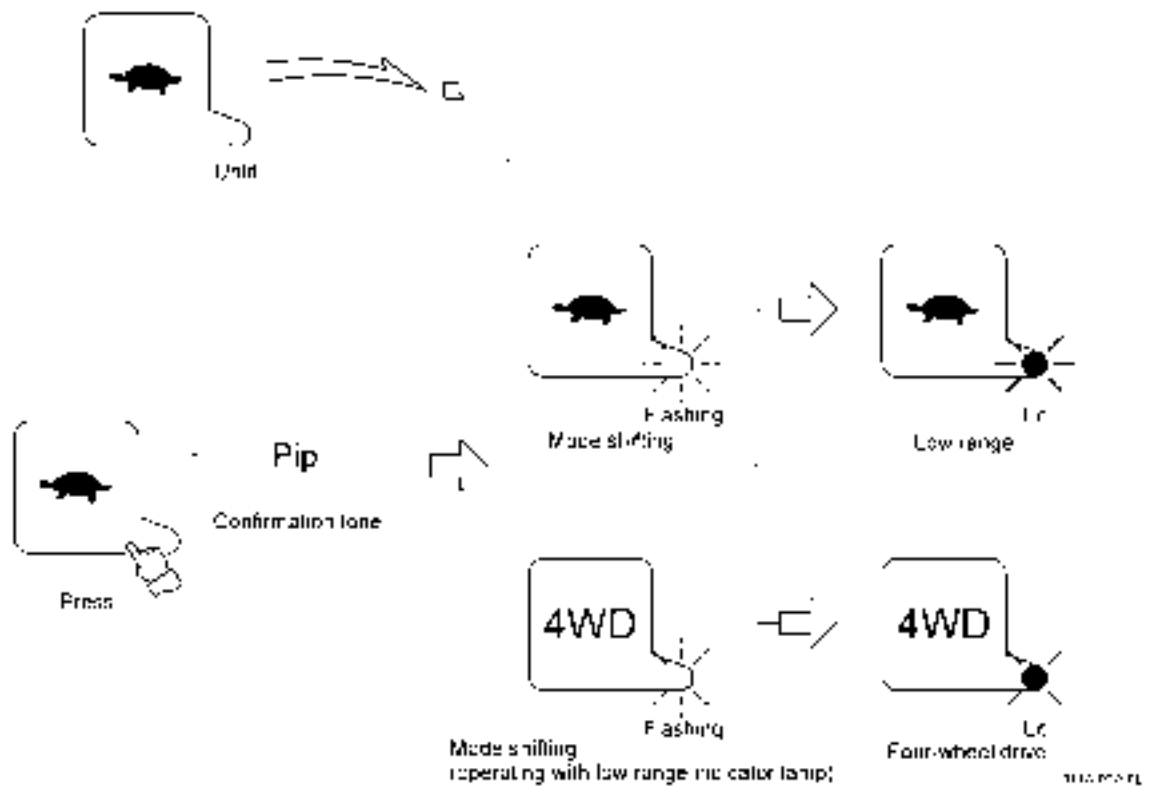 Pip
Confirmation tone
Press
Flashing
Mode shifting
Low range
4WD
4WD
Flashing
Mode shifting
(operating with low range indicator lamp)
Four-wheel drive